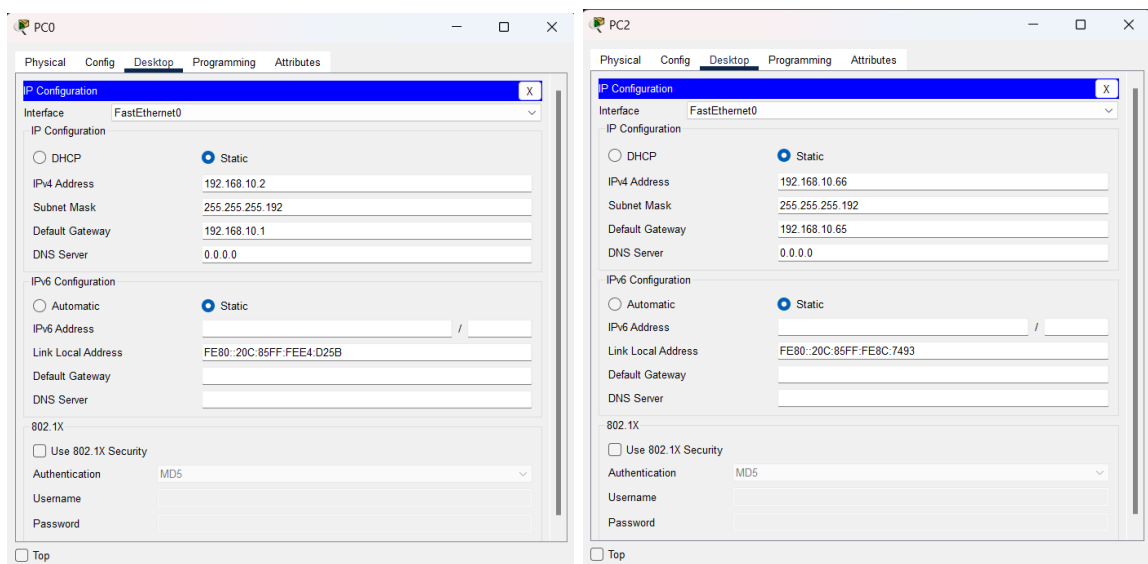 PC0
Physical Config Desktop Programming Attributes
IP Configuration X
Interface FastEthernet0
IP Configuration
DHCP Static
IPv4 Address 192.168.10.2
Subnet Mask 255.255.255.192
Default Gateway 192.168.10.1
DNS Server 0.0.0.0
IPv6 Configuration
Automatic Static
IPv6 Address /
Link Local Address FE80::20C:85FF:FEE4:D25B
Default Gateway
DNS Server
802.1X
Use 802.1X Security
Authentication MD5
Username
Password
Top
PC2
Physical Config Desktop Programming Attributes
IP Configuration X
Interface FastEthernet0
IP Configuration
DHCP Static
IPv4 Address 192.168.10.66
Subnet Mask 255.255.255.192
Default Gateway 192.168.10.65
DNS Server 0.0.0.0
IPv6 Configuration
Automatic Static
IPv6 Address /
Link Local Address FE80::20C:85FF:FE8C:7493
Default Gateway
DNS Server
802.1X
Use 802.1X Security
Authentication MD5
Username
Password
Top